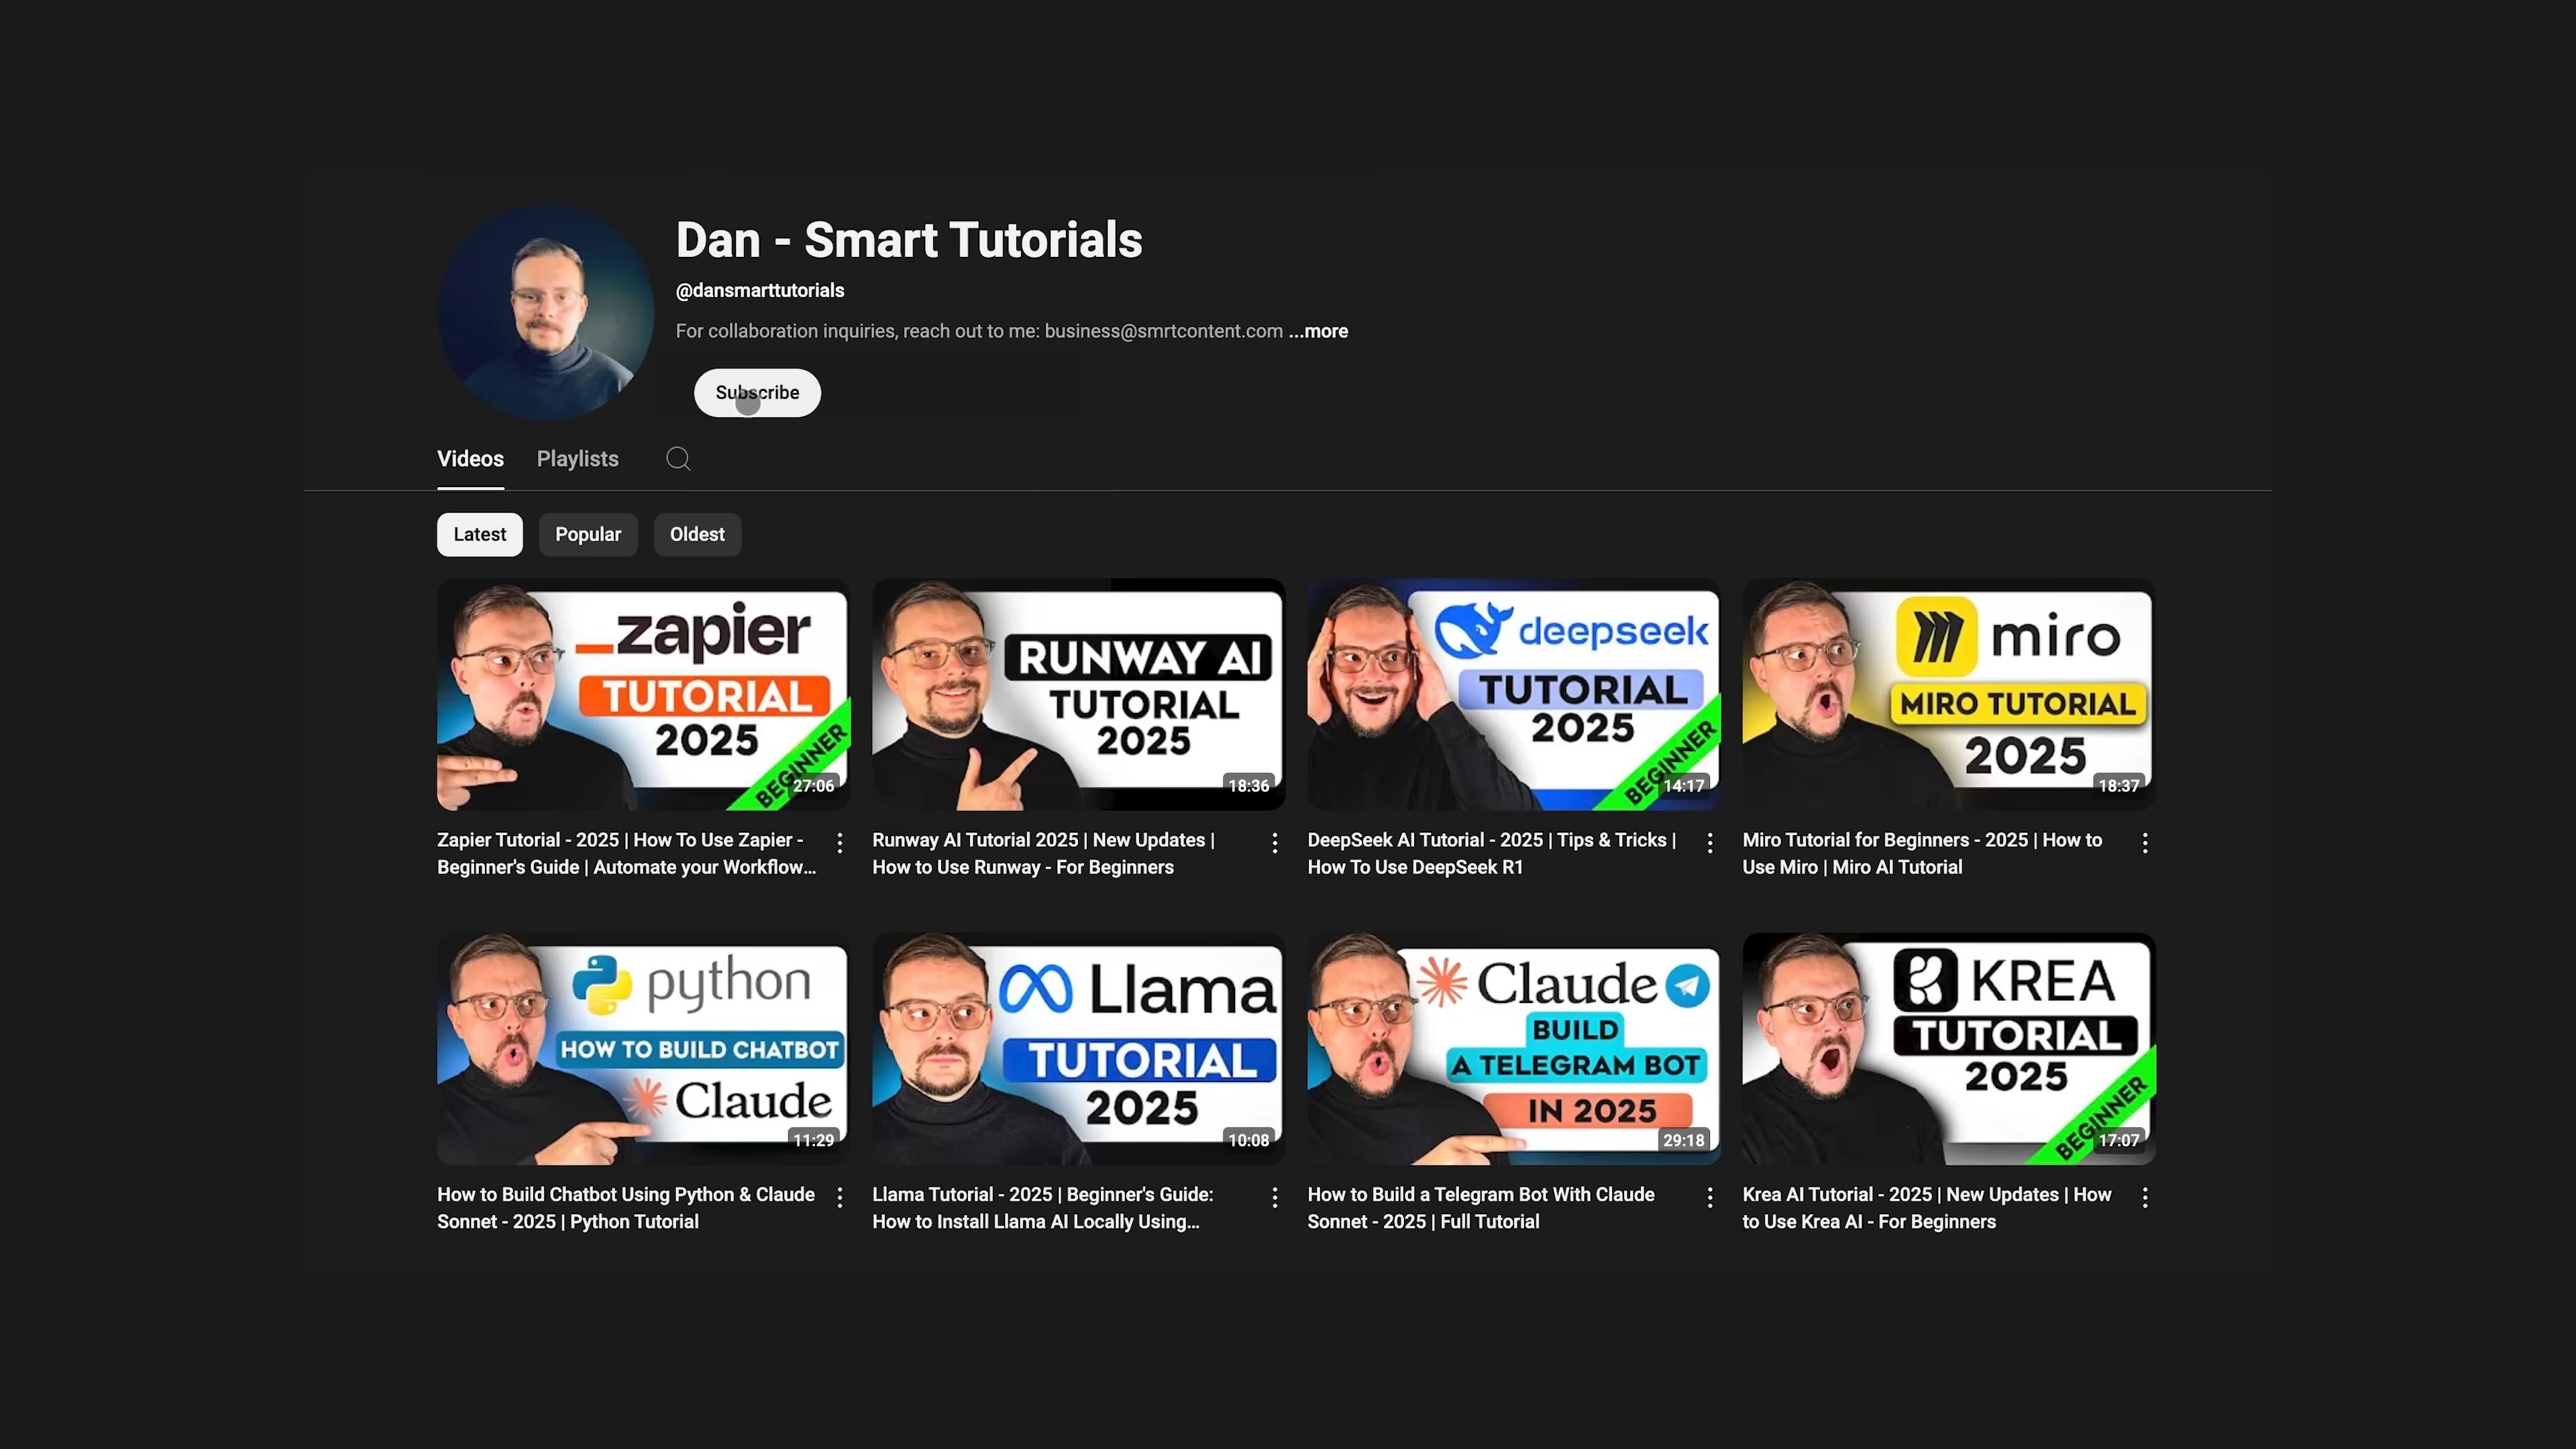 Dan - Smart Tutorials
@dansmarttutorials
For collaboration inquiries, reach out to me: business@smrtcontent.com ...more
Subscribe
Videos Playlists
Latest Popular Oldest
zapier
TUTORIAL
2025
BEGINNER
27:06
RUNWAY AI
TUTORIAL
2025
18:36
deepseek
TUTORIAL
2025
BEGINNER
14:17
miro
MIRO TUTORIAL
2025
18:37
Zapier Tutorial - 2025 | How To Use Zapier -
Beginner's Guide | Automate your Workflow...
Runway AI Tutorial 2025 | New Updates |
How to Use Runway - For Beginners
DeepSeek AI Tutorial - 2025 | Tips & Tricks |
How To Use DeepSeek R1
Miro Tutorial for Beginners - 2025 | How to
Use Miro | Miro AI Tutorial
python
HOW TO BUILD CHATBOT
Claude
11:29
Llama
TUTORIAL
2025
10:08
Claude
BUILD
A TELEGRAM BOT
IN 2025
29:18
KREA
TUTORIAL
2025
BEGINNER
17:07
How to Build Chatbot Using Python & Claude
Sonnet - 2025 | Python Tutorial
Llama Tutorial - 2025 | Beginner's Guide:
How to Install Llama AI Locally Using...
How to Build a Telegram Bot With Claude
Sonnet - 2025 | Full Tutorial
Krea AI Tutorial - 2025 | New Updates | How
to Use Krea AI - For Beginners